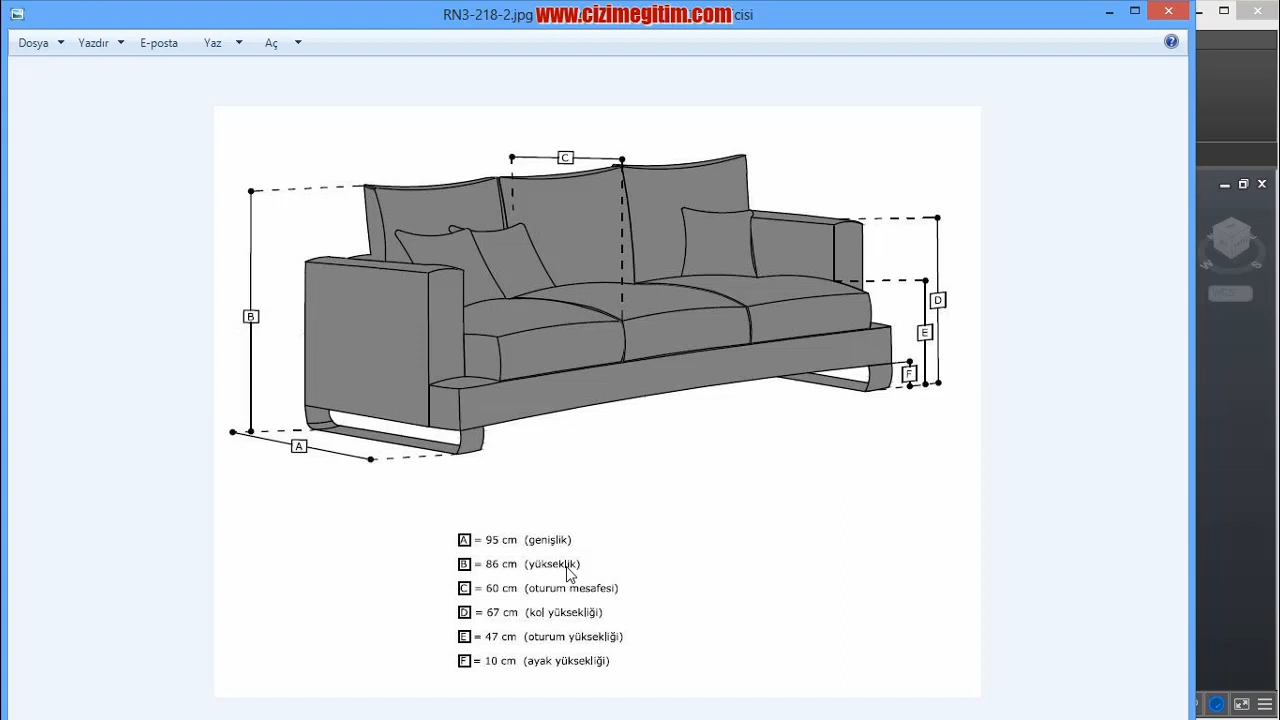 RN3-218-2.jpg www.cizimegitim.com cisi
Dosya Yazdır E-posta Yaz Aç
C
B
D
E
F
A
A = 95 cm (genişlik)
B = 86 cm (yükseklik)
C = 60 cm (oturum mesafesi)
D = 67 cm (kol yüksekliği)
E = 47 cm (oturum yüksekliği)
F = 10 cm (ayak yüksekliği)
W S